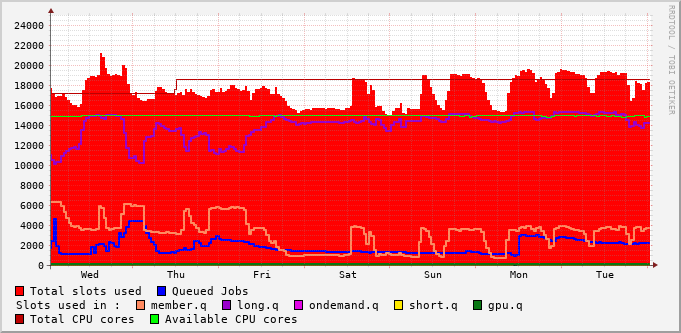 RRDTOOL / TOBI OETIKER
24000
22000
20000
18000
16000
14000
12000
10000
8000
6000
4000
2000
0
Wed Thu Fri Sat Sun Mon Tue
Total slots used Queued Jobs
Slots used in : member.q long.q ondemand.q short.q gpu.q
Total CPU cores Available CPU cores